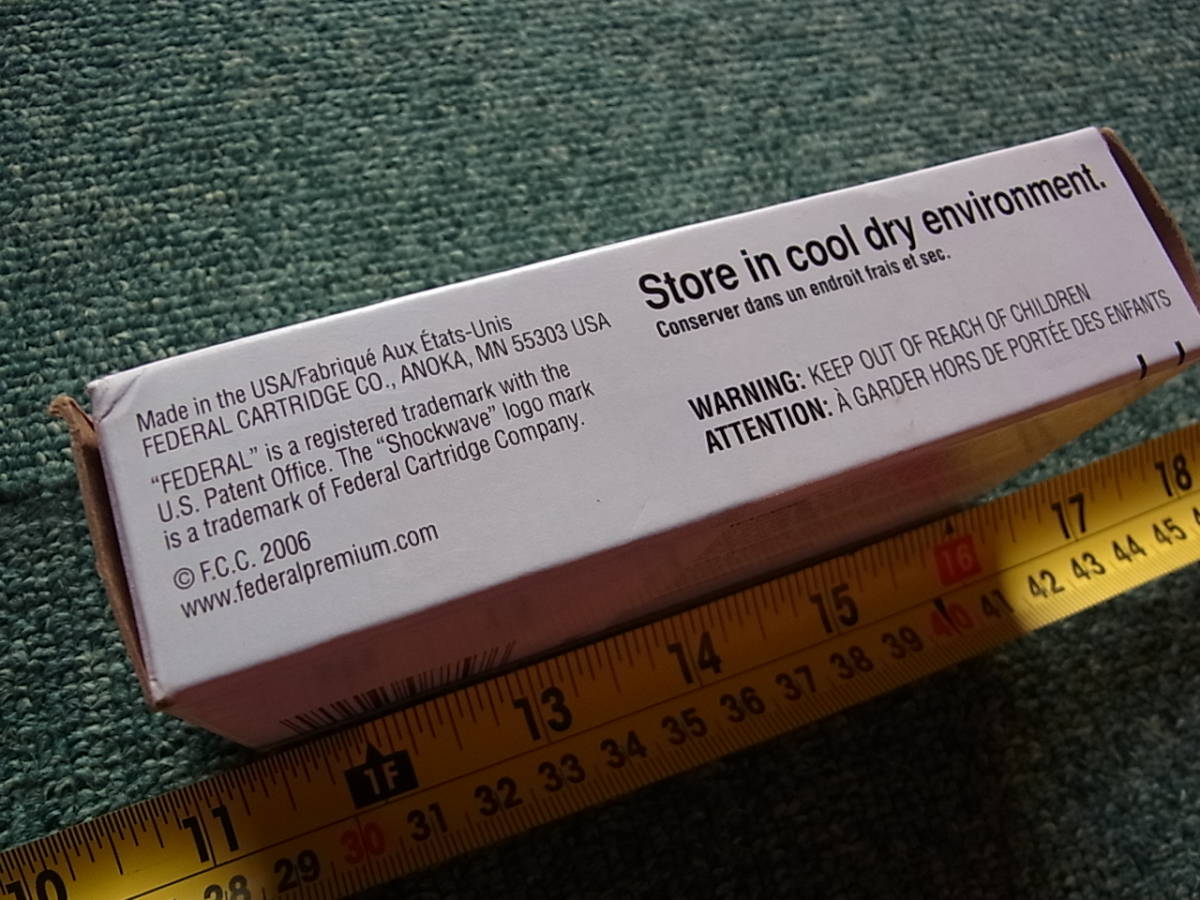 Made in the USA/Fabriqué Aux États-Unis
FEDERAL CARTRIDGE CO., ANOKA, MN 55303 USA
“FEDERAL” is a registered trademark with the
U.S. Patent Office. The “Shockwave” logo mark
is a trademark of Federal Cartridge Company.
© F.C.C. 2006
www.federalpremium.com
Store in cool dry environment.
Conserver dans un endroit frais et sec.
WARNING: KEEP OUT OF REACH OF CHILDREN
ATTENTION: À GARDER HORS DE PORTÉE DES ENFANTS
10 11 1F 13 14 15 16 17 18
28 29 30 31 32 33 34 35 36 37 38 39 40 41 42 43 44 45